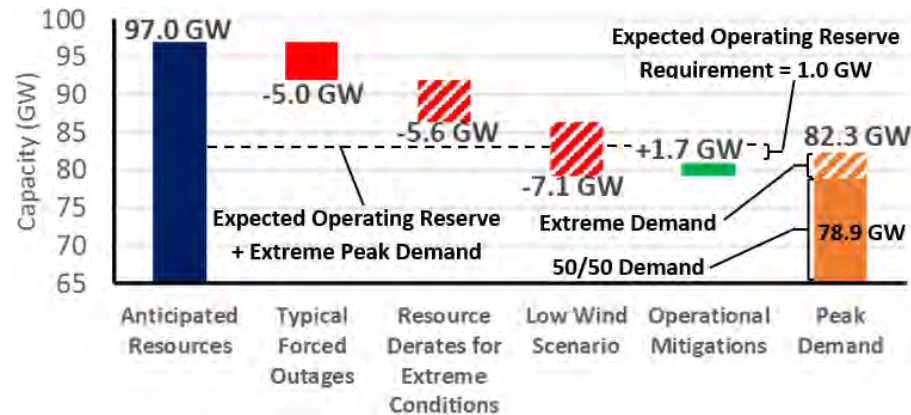 100
95
90
85
80
75
70
65
Capacity (GW)
97.0 GW
-5.0 GW
-5.6 GW
-7.1 GW
+1.7 GW
82.3 GW
78.9 GW
Expected Operating Reserve
Requirement = 1.0 GW
Expected Operating Reserve
+ Extreme Peak Demand
Extreme Demand
50/50 Demand
Anticipated
Resources
Typical
Forced
Outages
Resource
Derates for
Extreme
Conditions
Low Wind
Scenario
Operational
Mitigations
Peak
Demand